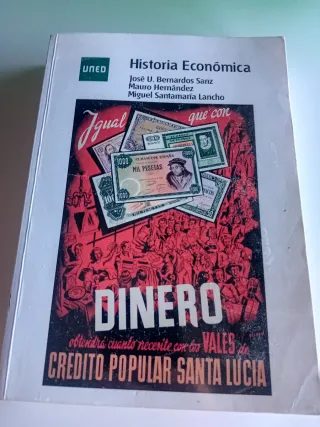 UNED
Historia Económica
José U. Bernardos Sanz
Mauro Hernández
Miguel Santamaría Lancho
Igual que con
1000
MIL PESETAS
DINERO
obtendrá cuanto necesite con los VALES de
CREDITO POPULAR SANTA LUCIA